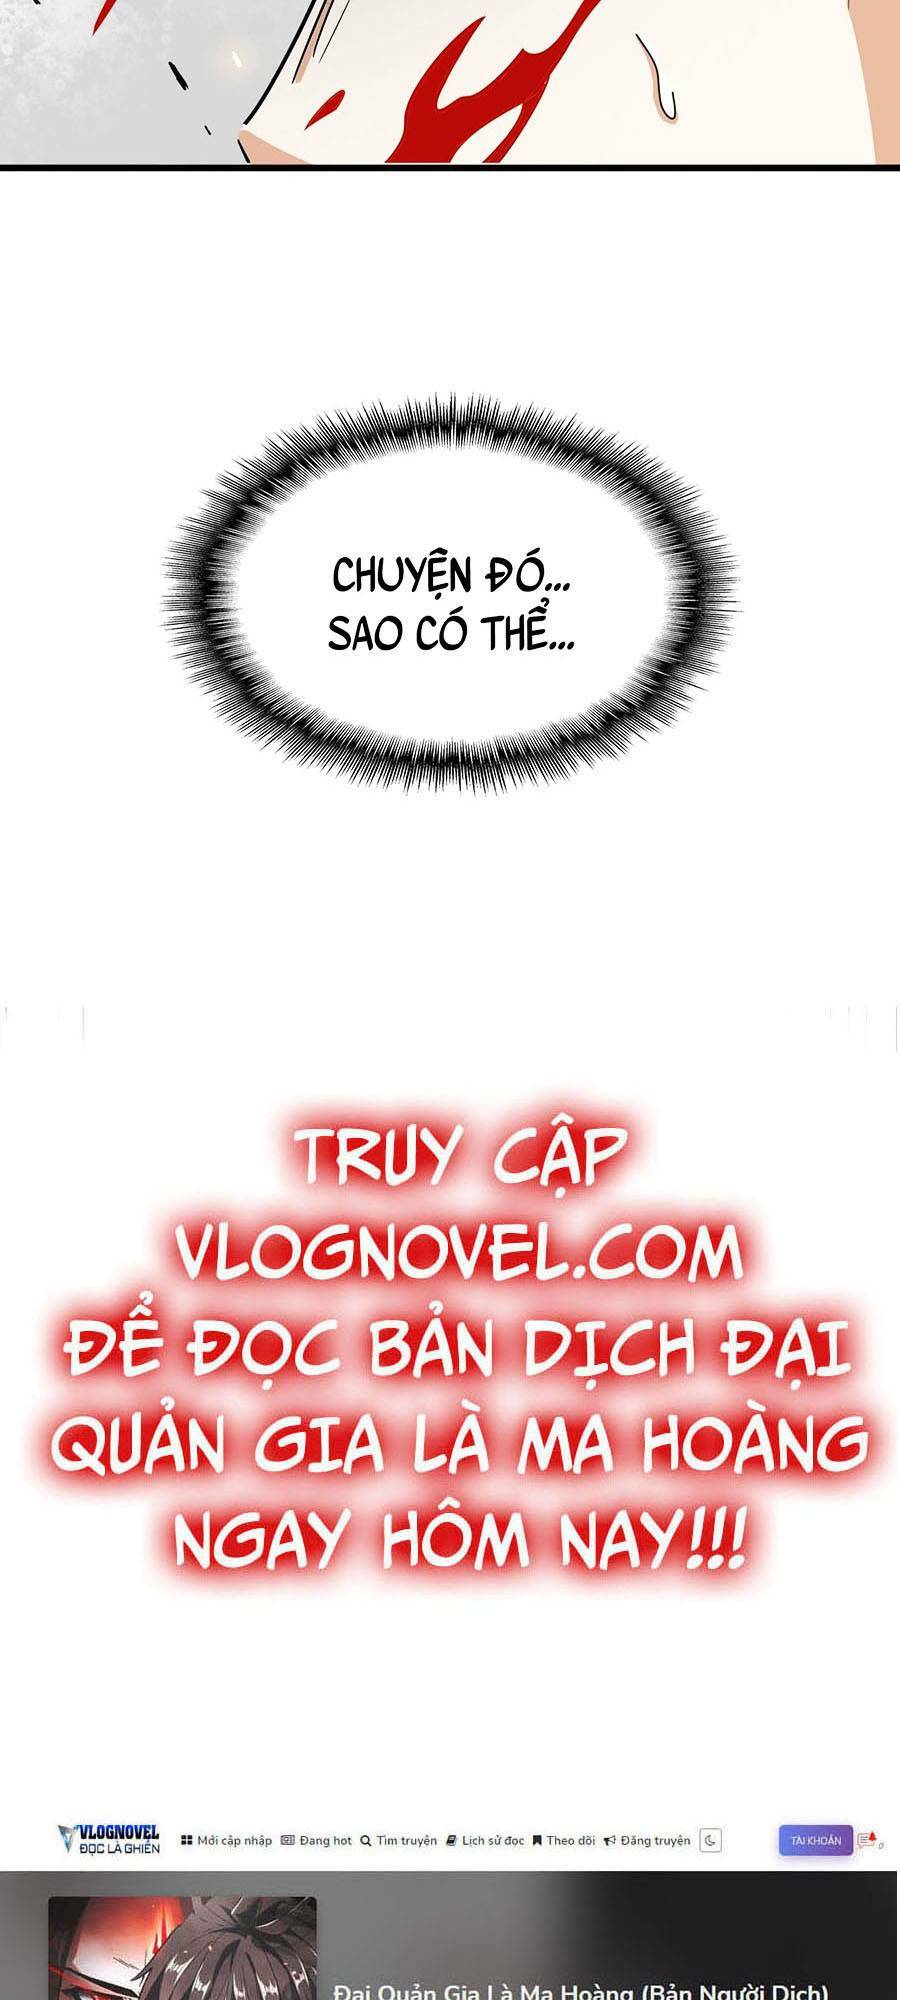 CHUYỆN ĐÓ...
SAO CÓ THỂ...
TRUY CẬP
VLOGNOVEL.COM
ĐỂ ĐỌC BẢN DỊCH ĐẠI
QUẢN GIA LÀ MA HOÀNG
NGAY HÔM NAY!!!
VLOGNOVEL
ĐỌC LÀ GHIỀN
Mới cập nhập Đang hot Tìm truyện Lịch sử đọc Theo dõi Đăng truyện TÀI KHOẢN
Đại Quản Gia Là Ma Hoàng (Bản Người Dịch)